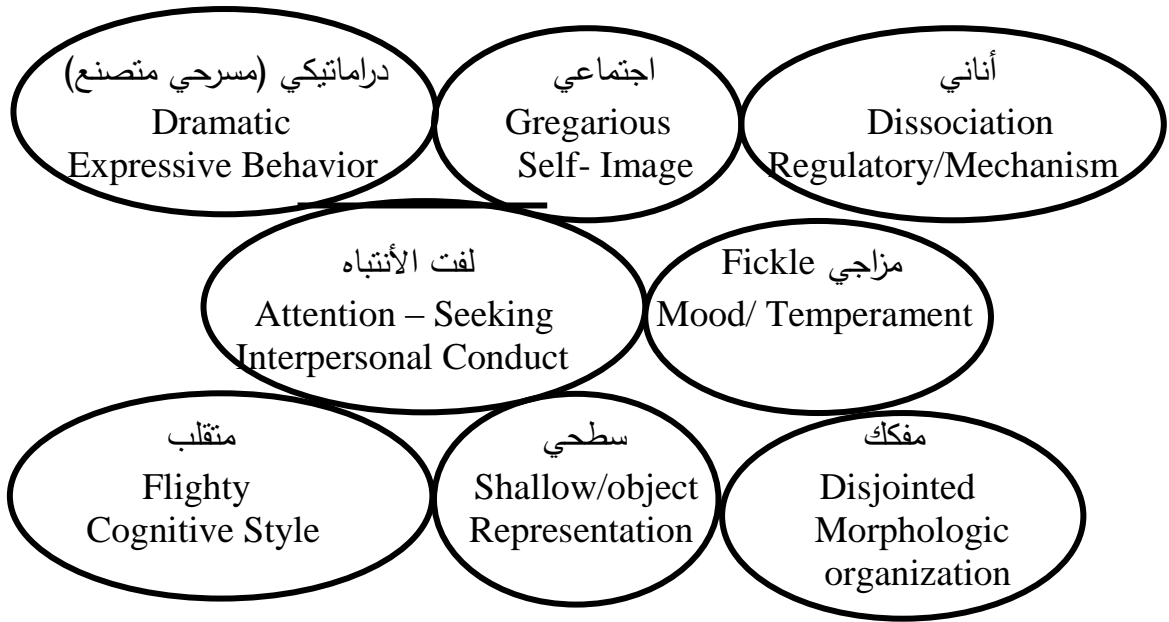 دراماتيكي (مسرحي متصنع)
Dramatic
Expressive Behavior
اجتماعي
Gregarious
Self- Image
أناني
Dissociation
Regulatory/Mechanism
لفت الأنتباه
Attention – Seeking
Interpersonal Conduct
مزاجي Fickle
Mood/ Temperament
متقلب
Flighty
Cognitive Style
سطحي
Shallow/object
Representation
مفكك
Disjointed
Morphologic
organization